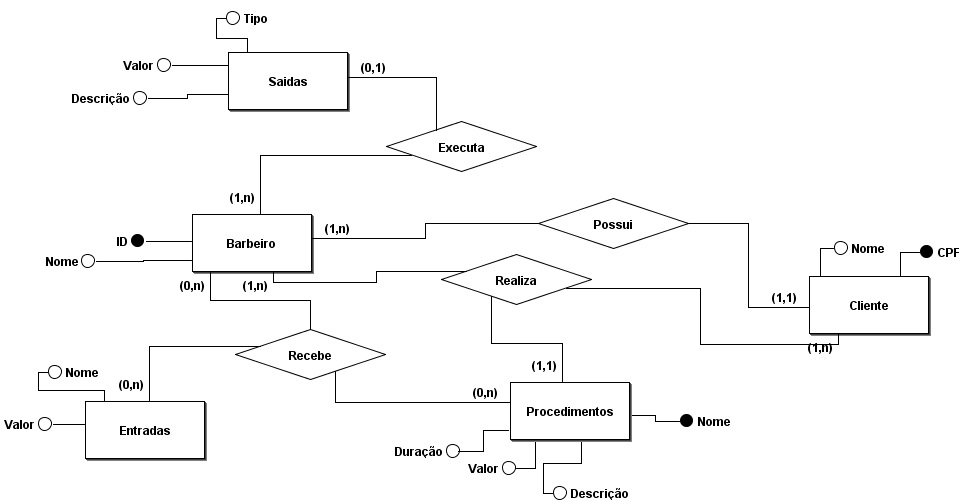 Tipo
Valor
Saidas
(0,1)
Descrição
Executa
(1,n)
Possui
(1,n)
ID
Barbeiro
Nome
CPF
Nome
(0,n)
(1,n)
Realiza
(1,1)
Cliente
(1,n)
Recebe
Nome
(0,n)
(1,1)
(0,n)
Procedimentos
Nome
Valor
Entradas
Duração
Valor
Descrição